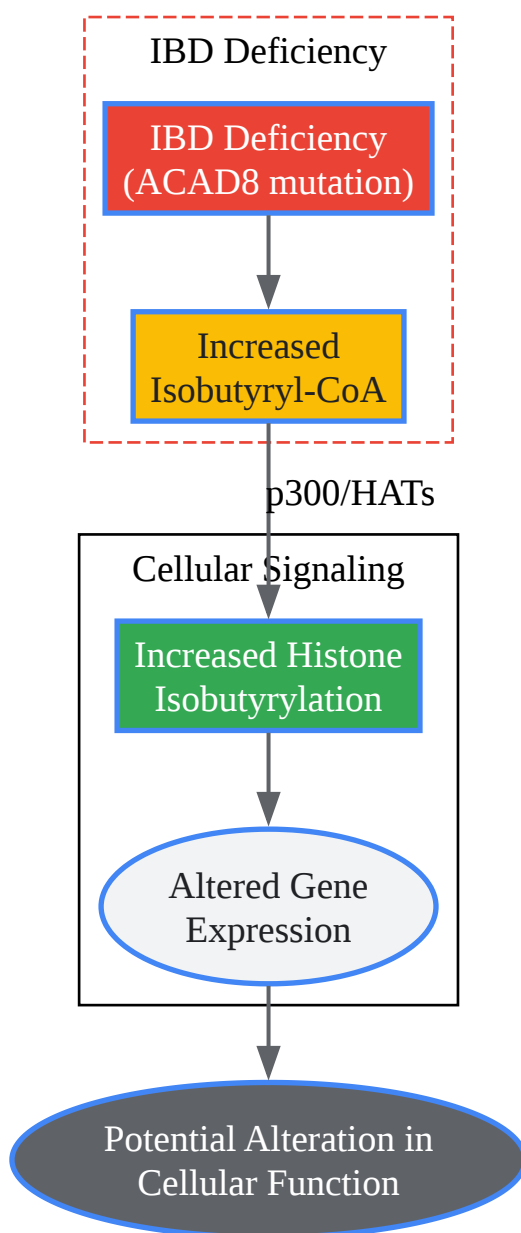 IBD Deficiency
IBD Deficiency
(ACAD8 mutation)
Increased
Isobutyryl-CoA
p300/HATs
Cellular Signaling
Increased Histone
Isobutyrylation
Altered Gene
Expression
Potential Alteration in
Cellular Function